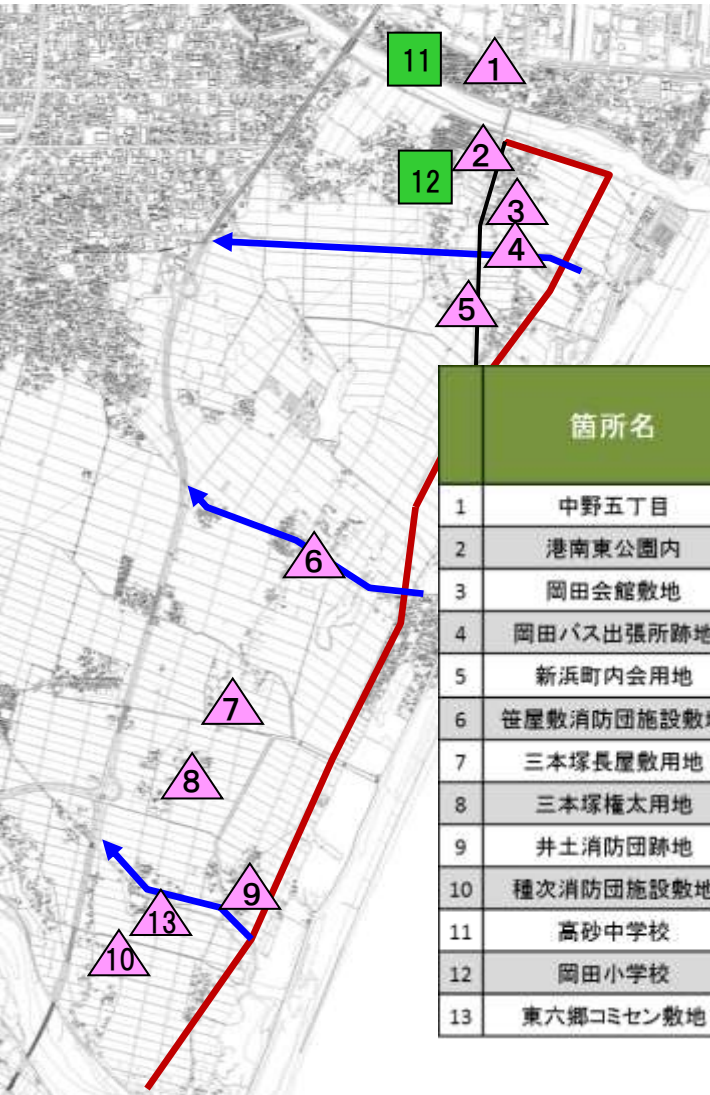 11
1
2
12
3
4
5
6
7
8
9
13
10
箇所名
1 中野五丁目
2 港南東公園内
3 岡田会館敷地
4 岡田バス出張所跡地
5 新浜町内会用地
6 笹屋敷消防団施設敷地
7 三本塚長屋敷用地
8 三本塚権太用地
9 井土消防団跡地
10 種次消防団施設敷地
11 高砂中学校
12 岡田小学校
13 東六郷コミセン敷地